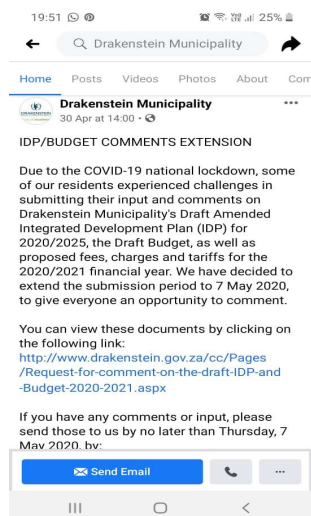 19:51 25%
Drakenstein Municipality
Home Posts Videos Photos About Com
Drakenstein Municipality
30 Apr at 14:00 •
IDP/BUDGET COMMENTS EXTENSION
Due to the COVID-19 national lockdown, some
of our residents experienced challenges in
submitting their input and comments on
Drakenstein Municipality's Draft Amended
Integrated Development Plan (IDP) for
2020/2025, the Draft Budget, as well as
proposed fees, charges and tariffs for the
2020/2021 financial year. We have decided to
extend the submission period to 7 May 2020,
to give everyone an opportunity to comment.
You can view these documents by clicking on
the following link:
http://www.drakenstein.gov.za/cc/Pages
/Request-for-comment-on-the-draft-IDP-and
-Budget-2020-2021.aspx
If you have any comments or input, please
send those to us by no later than Thursday, 7
May 2020, by:
Send Email